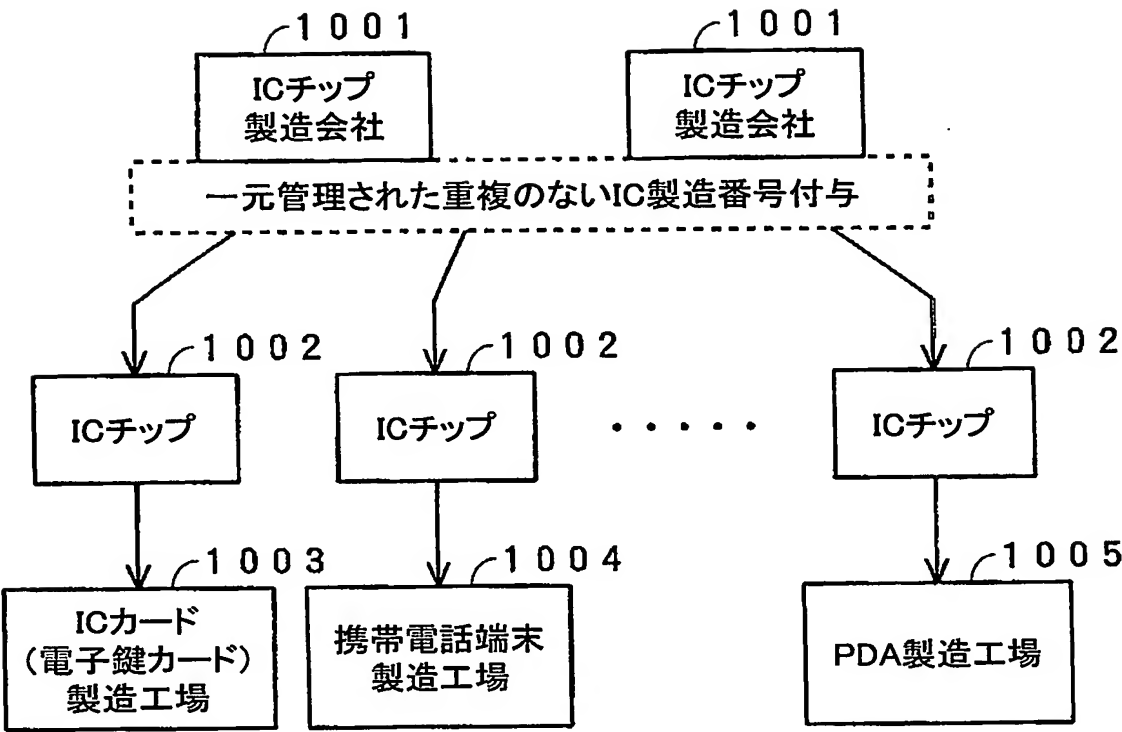 1001
1001
ICチップ
製造会社
ICチップ
製造会社
一元管理された重複のないIC製造番号付与
1002
1002
1002
ICチップ
ICチップ
・・・・・
ICチップ
1003
1004
1005
ICカード
(電子鍵カード)
製造工場
携帯電話端末
製造工場
PDA製造工場